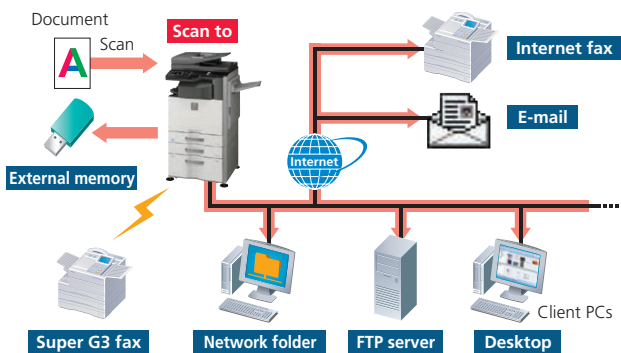 Document
Scan
A
Scan to
Internet fax
E-mail
Internet
External memory
Client PCs
Super G3 fax
Network folder
FTP server
Desktop